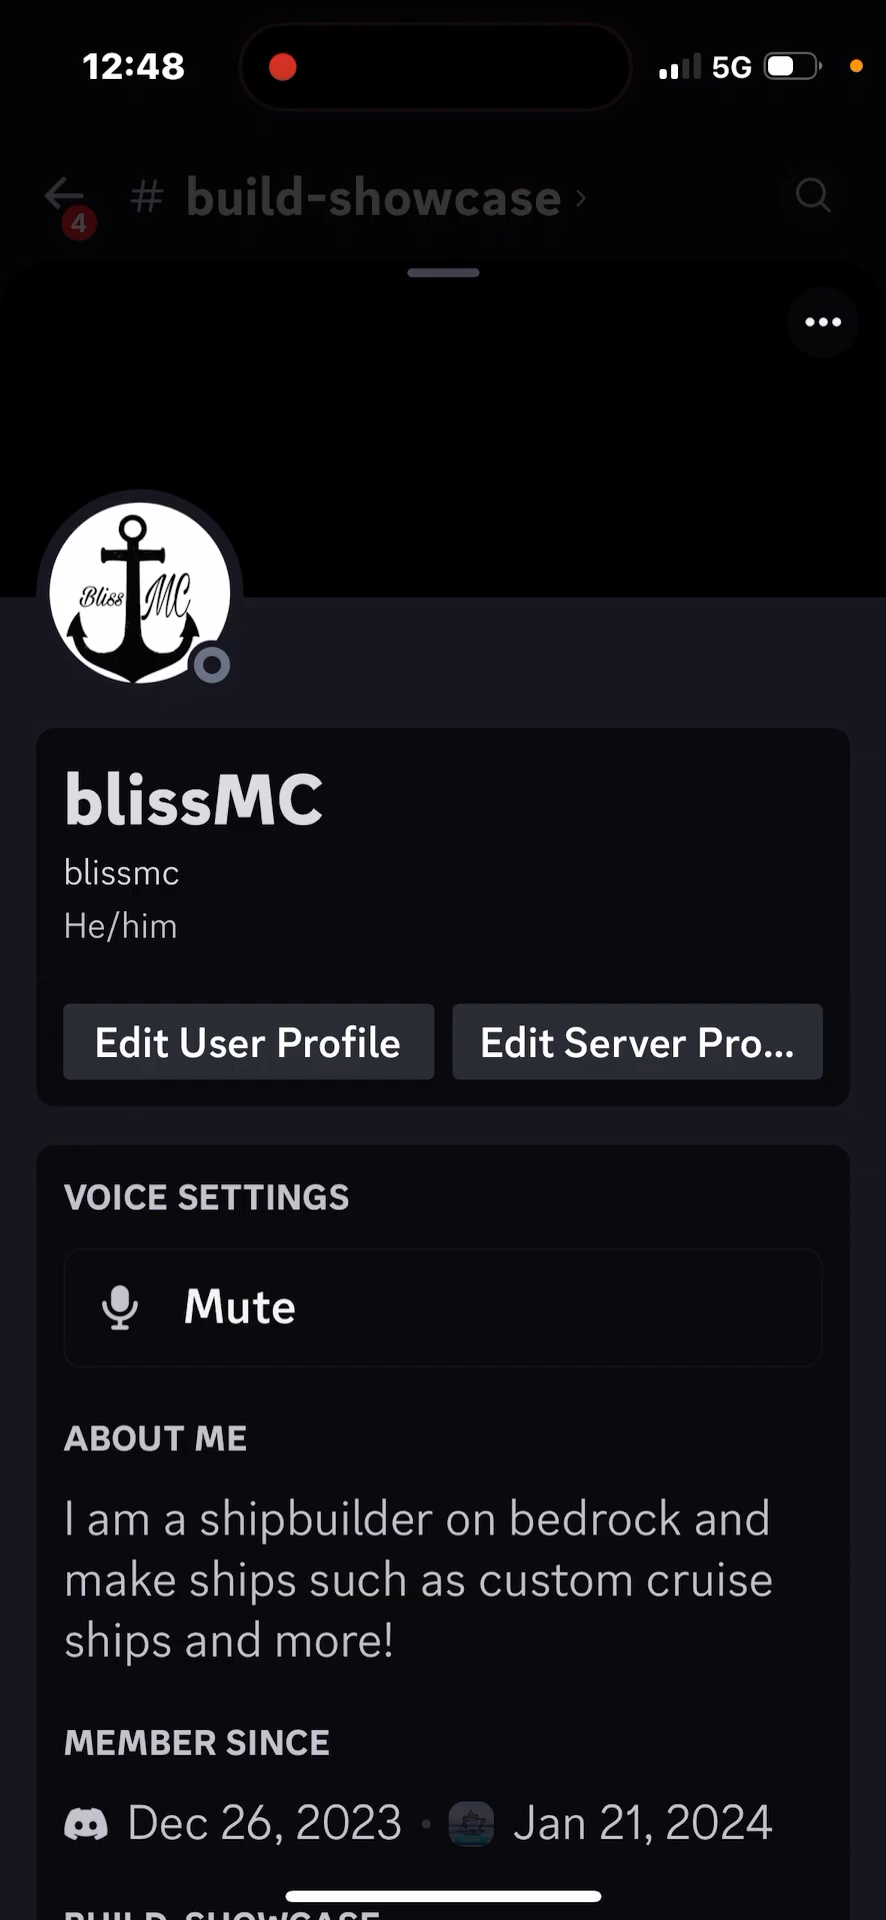 12:48
5G
4
# build-showcase
Bliss MC
blissMC
blissmc
He/him
Edit User Profile
Edit Server Pro...
VOICE SETTINGS
Mute
ABOUT ME
I am a shipbuilder on bedrock and
make ships such as custom cruise
ships and more!
MEMBER SINCE
Dec 26, 2023 • Jan 21, 2024
BUILD-SHOWCASE